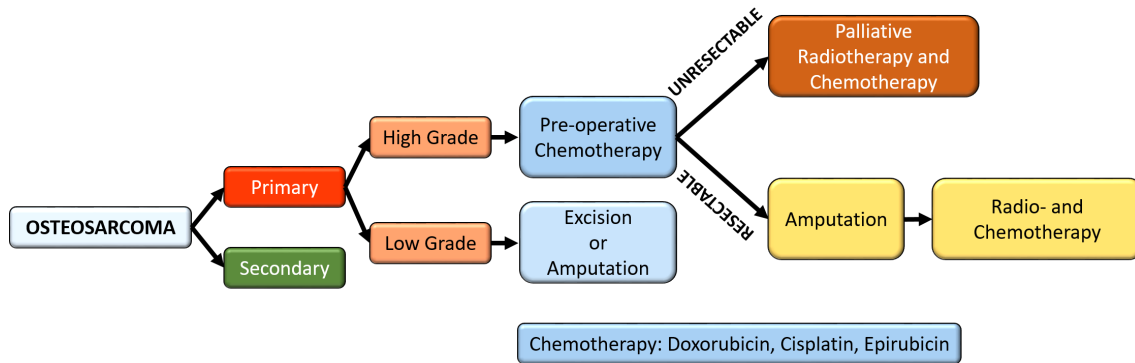 OSTEOSARCOMA
Primary
Secondary
High Grade
Low Grade
Pre-operative
Chemotherapy
Excision
or
Amputation
UNRESECTABLE
RESECTABLE
Palliative
Radiotherapy and
Chemotherapy
Amputation
Radio- and
Chemotherapy
Chemotherapy: Doxorubicin, Cisplatin, Epirubicin